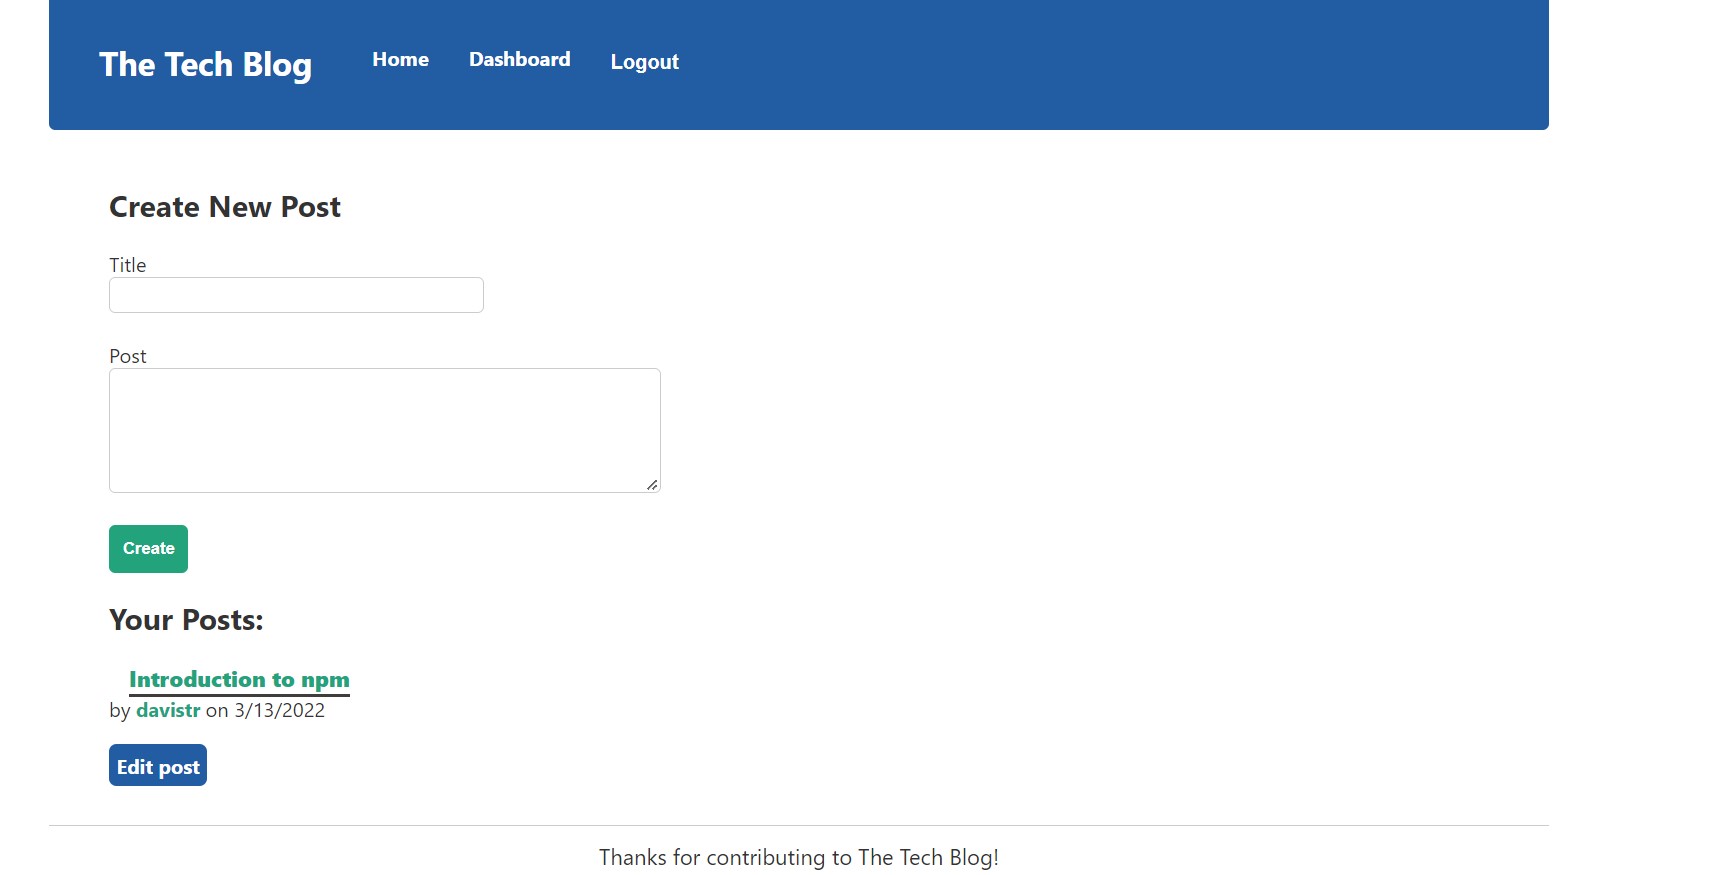 The Tech Blog Home Dashboard Logout
Create New Post
Title
Post
Create
Your Posts:
Introduction to npm
by davistr on 3/13/2022
Edit post
Thanks for contributing to The Tech Blog!